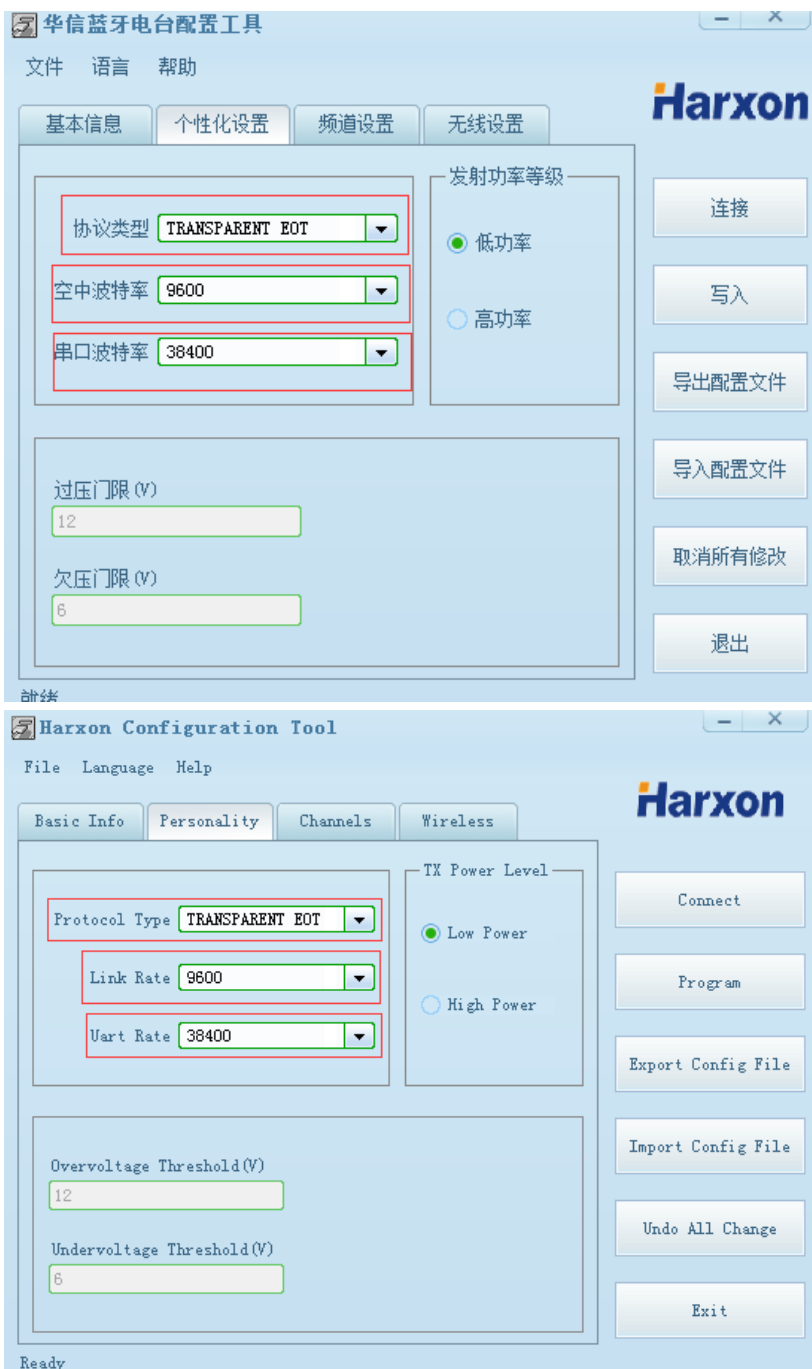 华信蓝牙电台配置工具
文件 语言 帮助
Harxon
基本信息 个性化设置 频道设置 无线设置
发射功率等级
协议类型 TRANSPARENT EOT
低功率
空中波特率 9600
高功率
串口波特率 38400
过压门限(V)
12
欠压门限(V)
6
连接
写入
导出配置文件
导入配置文件
取消所有修改
退出
就绪
Harxon Configuration Tool
File Language Help
Harxon
Basic Info Personality Channels Wireless
TX Power Level
Protocol Type TRANSPARENT EOT
Low Power
Link Rate 9600
High Power
Uart Rate 38400
Overvoltage Threshold(V)
12
Undervoltage Threshold(V)
6
Connect
Program
Export Config File
Import Config File
Undo All Change
Exit
Ready